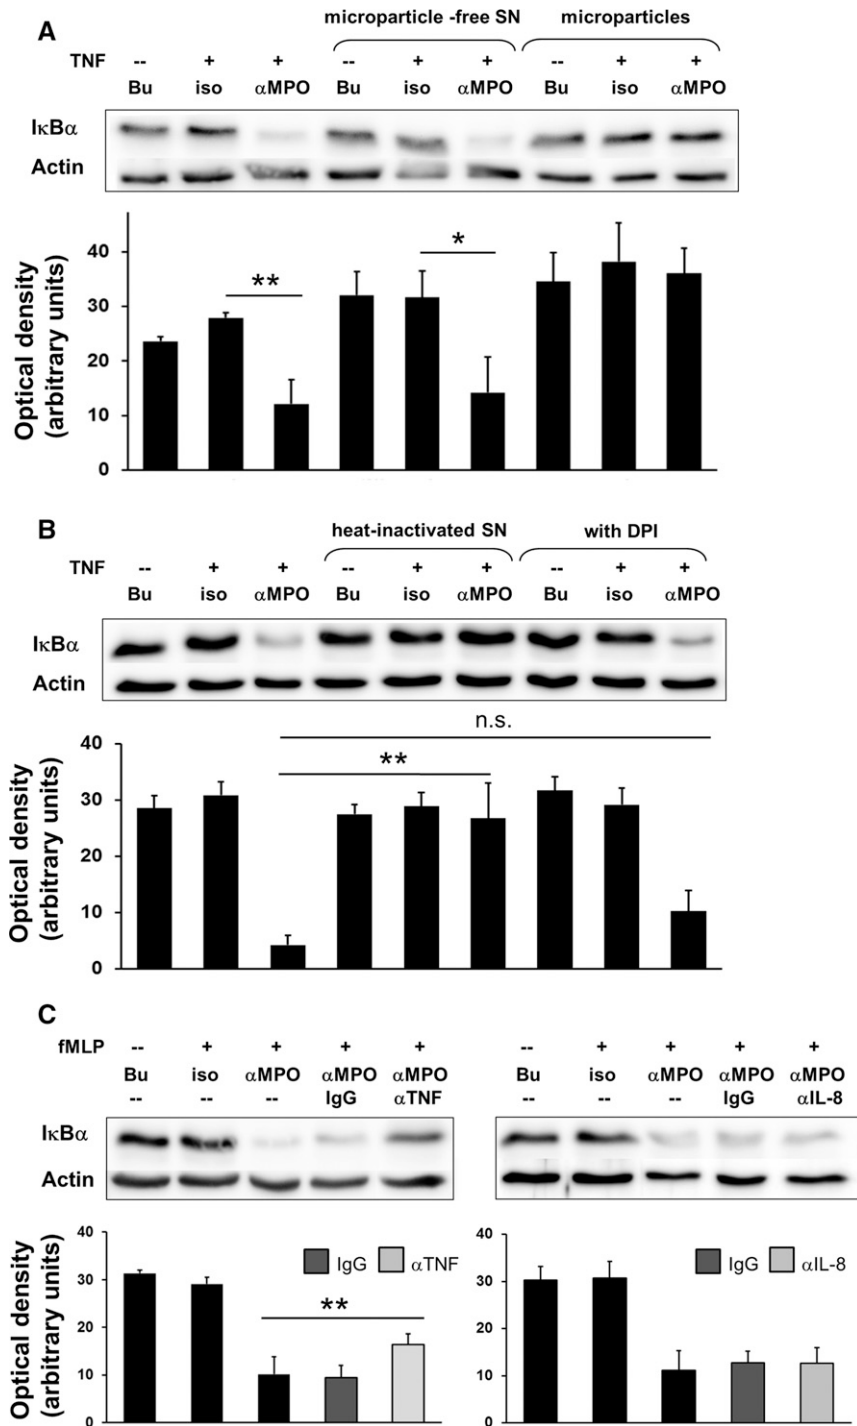 A
microparticle -free SN microparticles
TNF -- + + -- + + -- + +
Bu iso αMPO Bu iso αMPO Bu iso αMPO
IκBα
Actin
Optical density
(arbitrary units)
40
30
20
10
0
**
*
B
heat-inactivated SN with DPI
TNF -- + + -- + + -- + +
Bu iso αMPO Bu iso αMPO Bu iso αMPO
IκBα
Actin
n.s.
**
Optical density
(arbitrary units)
40
30
20
10
0
C
fMLP -- + + + + -- + + + +
Bu iso αMPO αMPO αMPO Bu iso αMPO αMPO αMPO
-- -- -- IgG αTNF -- -- -- IgG αIL-8
IκBα
Actin
Optical density
(arbitrary units)
40
30
20
10
0
IgG αTNF
**
40
30
20
10
0
IgG αIL-8